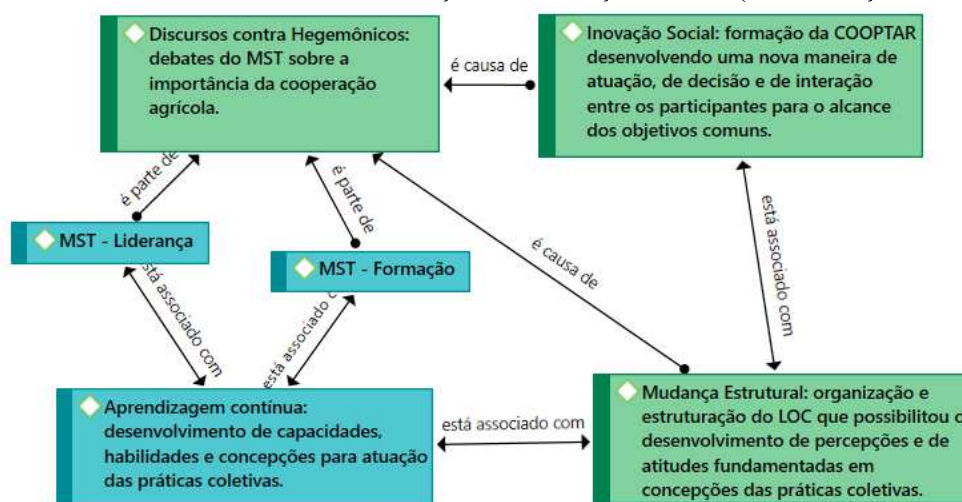 Discursos contra Hegemônicos:
debates do MST sobre a
importância da cooperação
agrícola.
é causa de
Inovação Social: formação da COOPTAR
desenvolvendo uma nova maneira de
atuação, de decisão e de interação
entre os participantes para o alcance
dos objetivos comuns.
é parte de
é parte de
MST - Liderança
MST - Formação
é causa de
está associado com
está associado com
está associado
Aprendizagem contínua:
desenvolvimento de capacidades,
habilidades e concepções para atuação
das práticas coletivas.
está associado com
Mudança Estrutural: organização e
estruturação do LOC que possibilitou o
desenvolvimento de percepções e de
atitudes fundamentadas em
concepções das práticas coletivas.